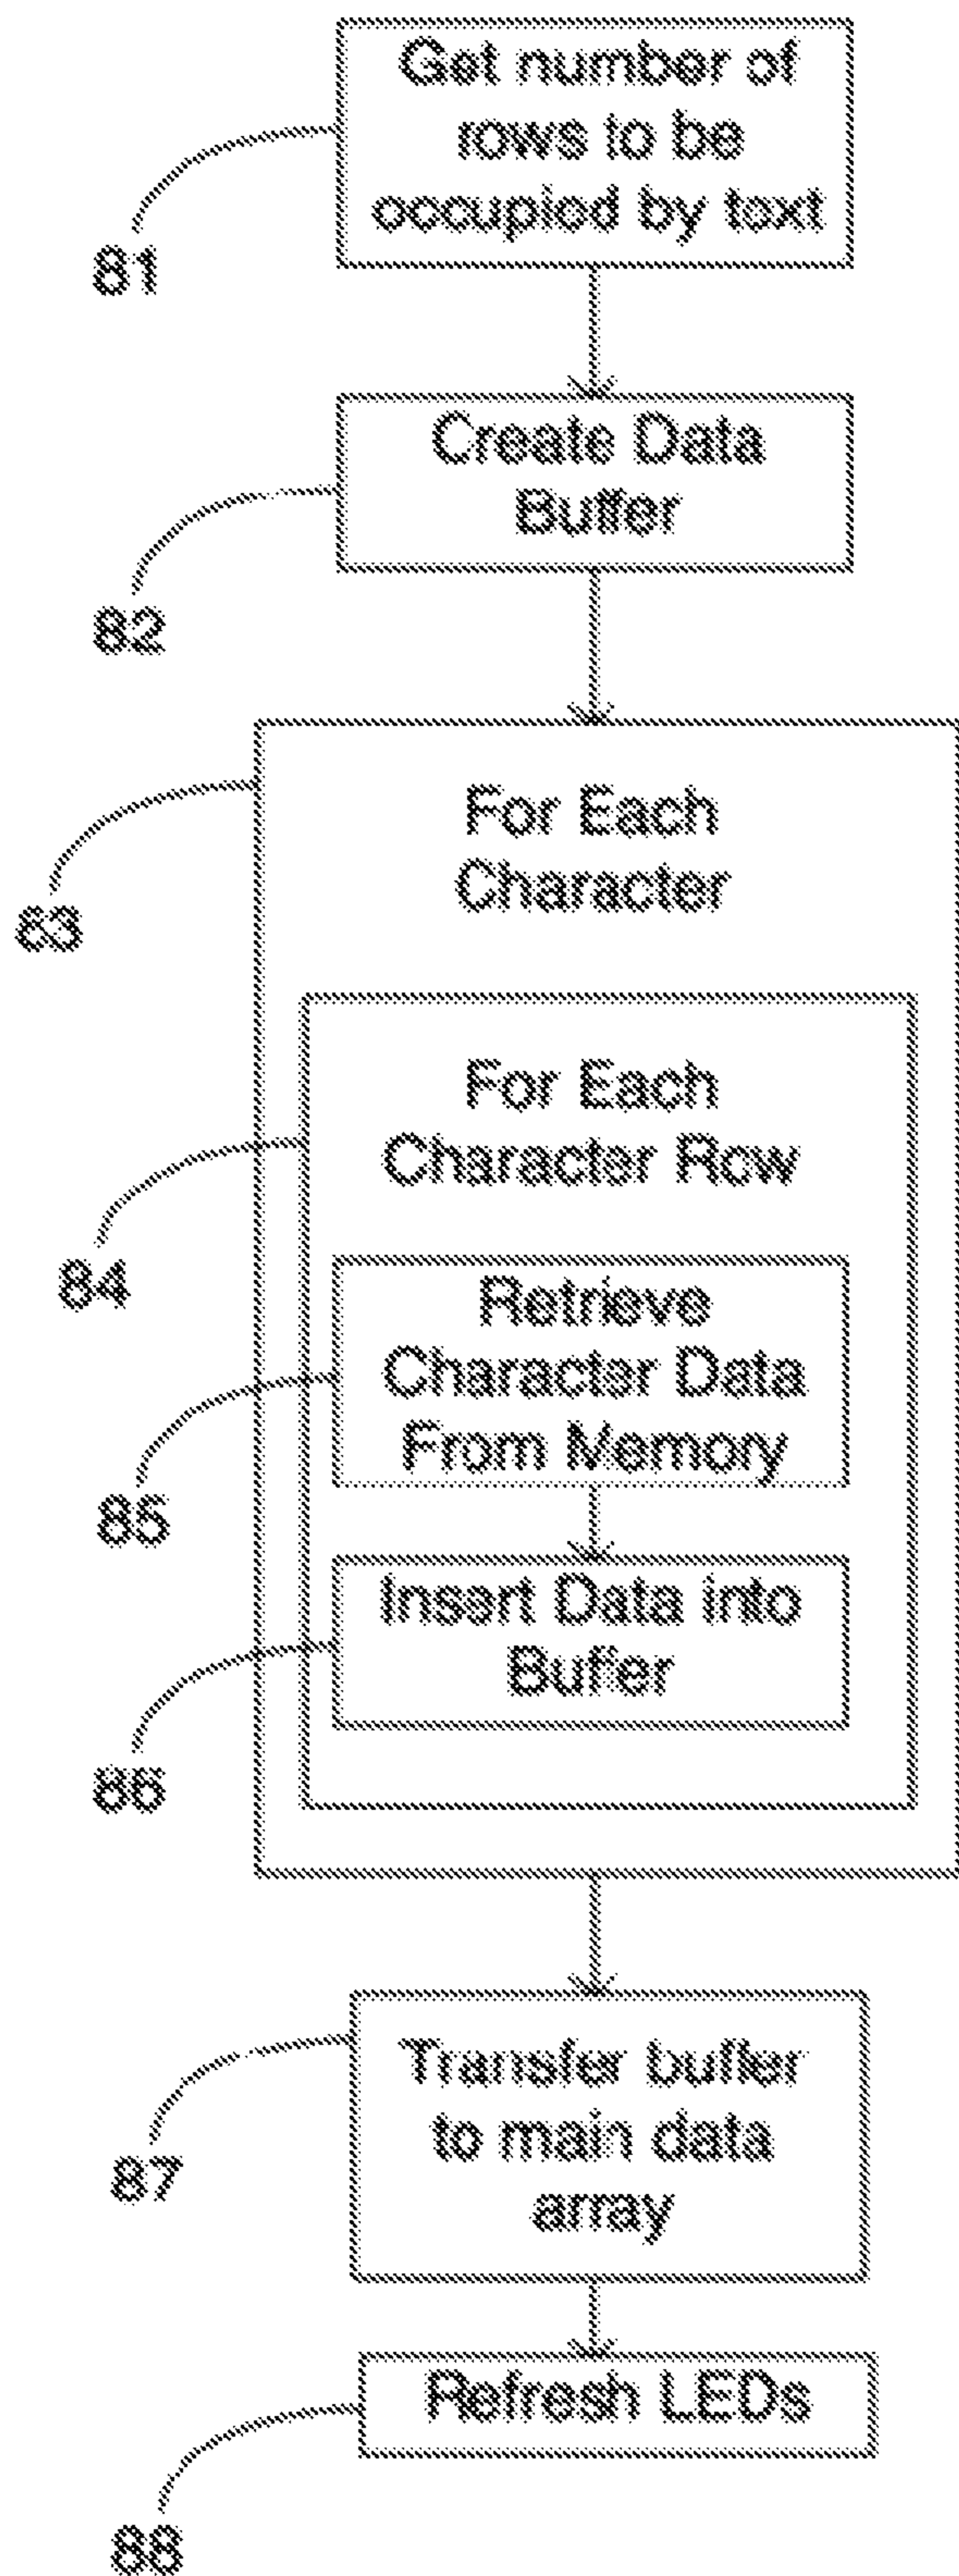 Get number of
rows to be
occupied by text
81
Create Data
Buffer
82
For Each
Character
83
For Each
Character Row
84
Retrieve
Character Data
From Memory
85
Insert Data into
Buffer
86
Transfer buffer
to main data
array
87
Refresh LEDs
88